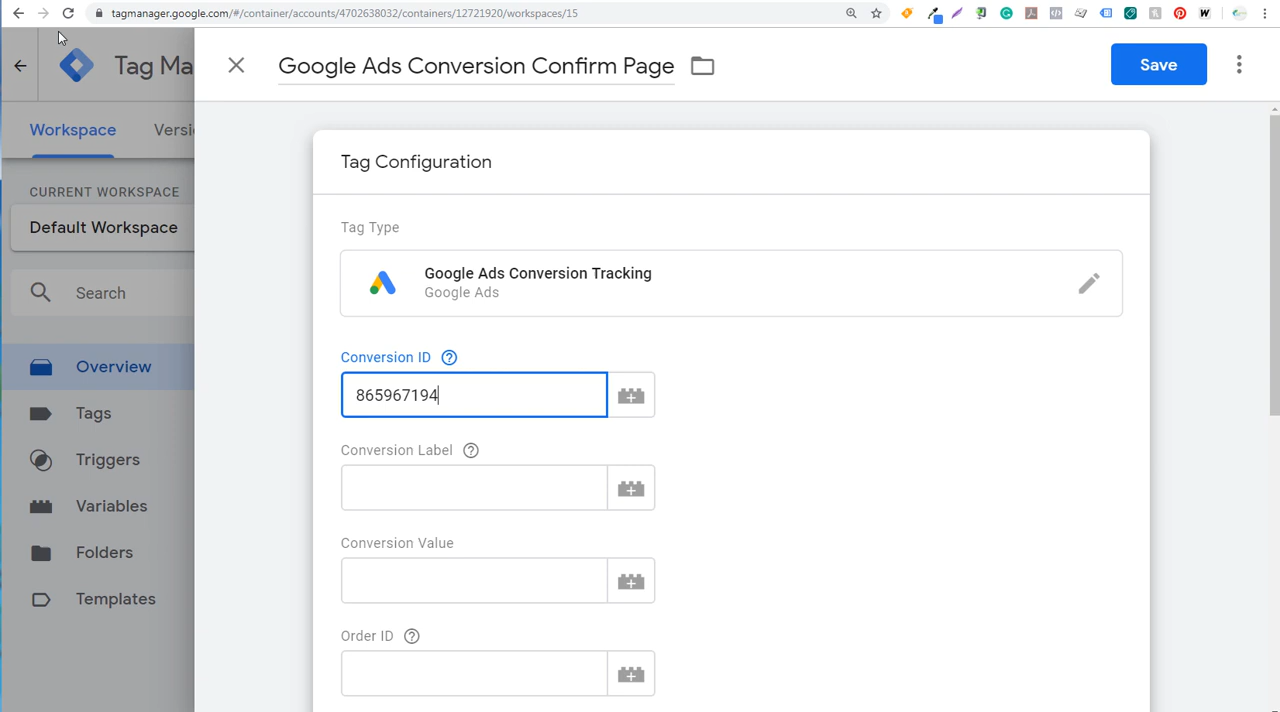 tagmanager.google.com/#/container/accounts/4702638032/containers/12721920/workspaces/15
Tag Ma
Google Ads Conversion Confirm Page
Save
Workspace
Versi
CURRENT WORKSPACE
Default Workspace
Search
Overview
Tags
Triggers
Variables
Folders
Templates
Tag Configuration
Tag Type
Google Ads Conversion Tracking
Google Ads
Conversion ID
865967194
Conversion Label
Conversion Value
Order ID